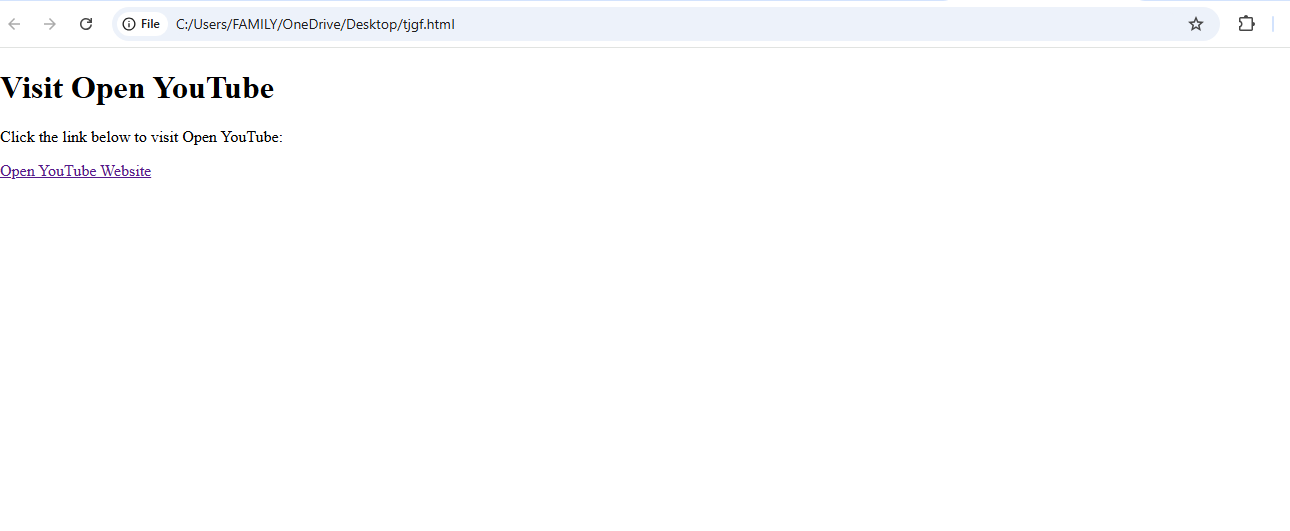 File C:/Users/FAMILY/OneDrive/Desktop/tjgf.html
Visit Open YouTube
Click the link below to visit Open YouTube:
Open YouTube Website